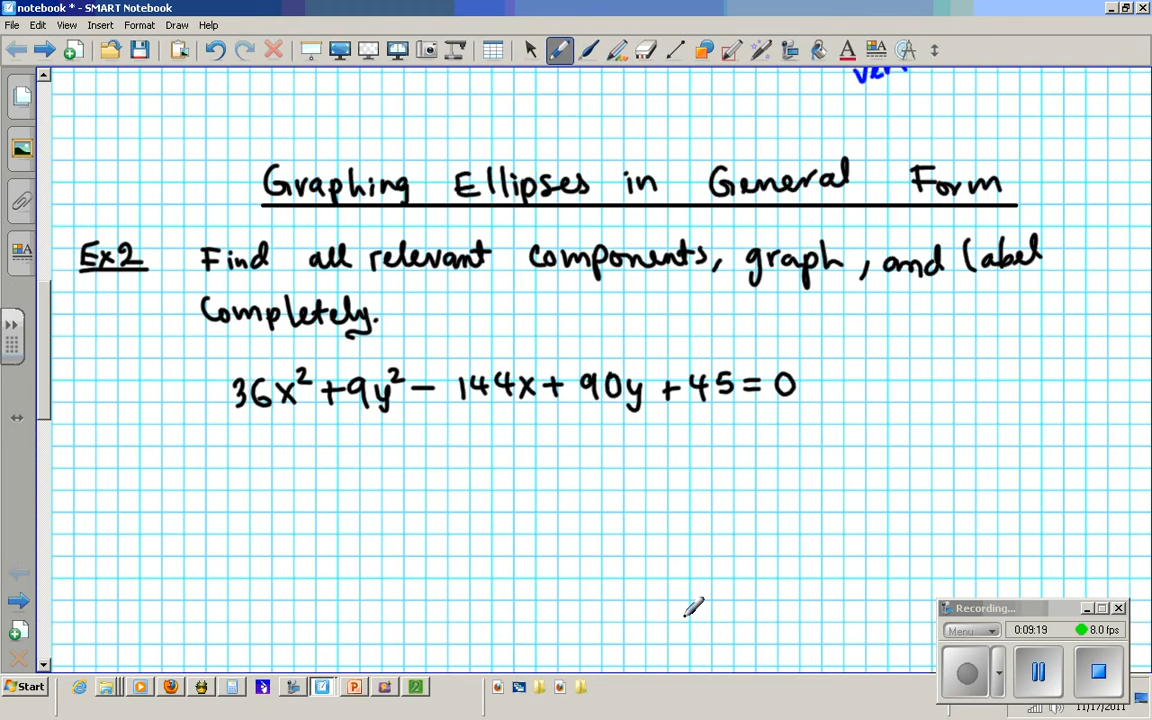 notebook * - SMART Notebook
File Edit View Insert Format Draw Help
Graphing Ellipses in General Form
Ex2 Find all relevant components, graph, and label
completely.
36x² + 9y² − 144x + 90y + 45 = 0
Recording...
Menu 0:09:19 8.0 fps
Start
11/17/2011